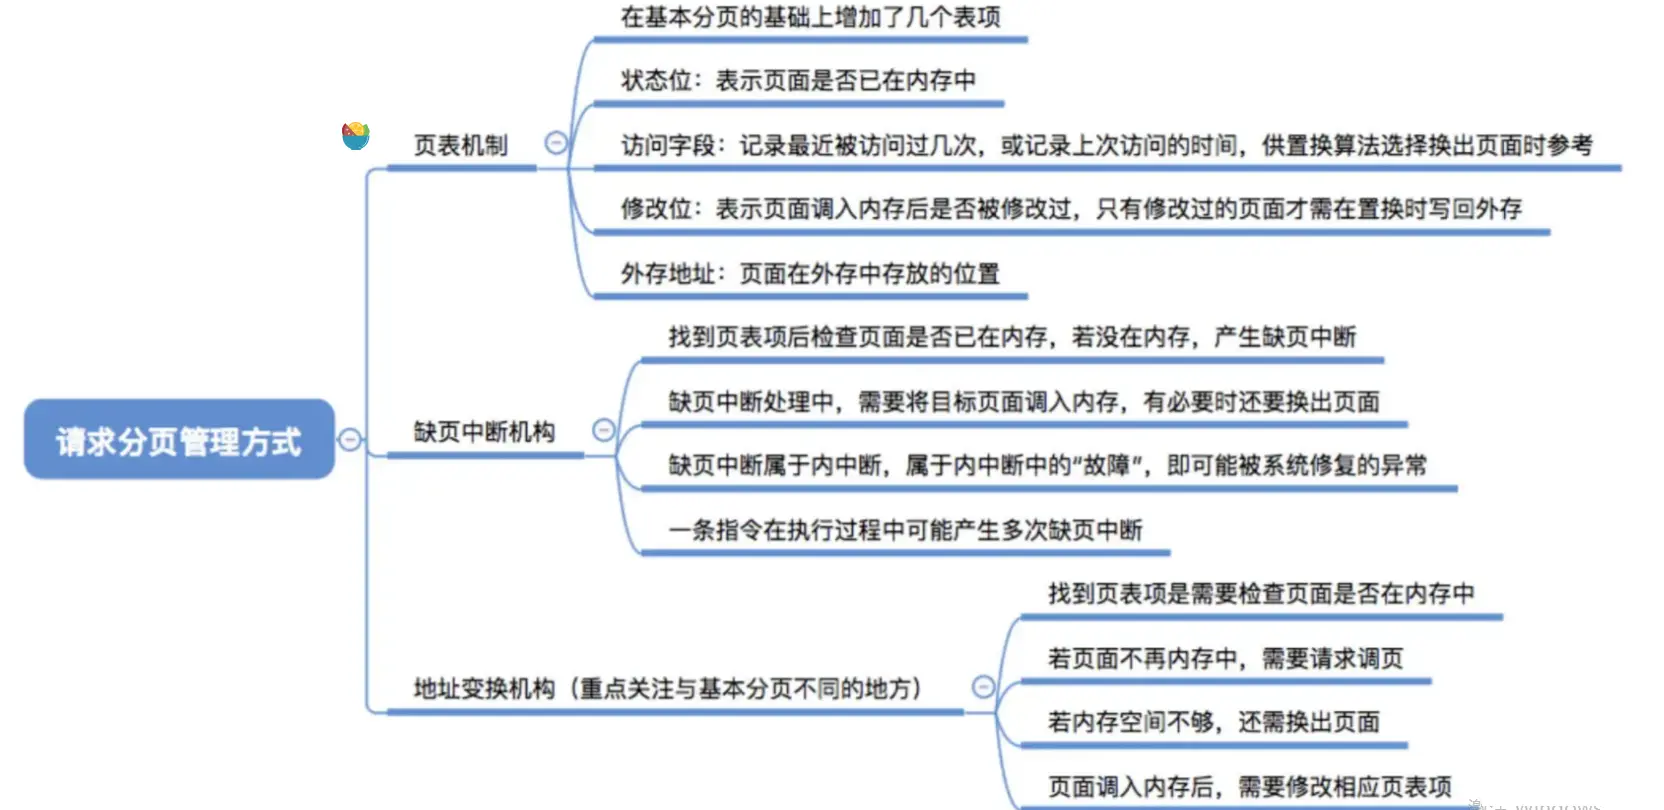 在基本分页的基础上增加了几个表项
状态位：表示页面是否已在内存中
页表机制
访问字段：记录最近被访问过几次，或记录上次访问的时间，供置换算法选择换出页面时参考
修改位：表示页面调入内存后是否被修改过，只有修改过的页面才需在置换时写回外存
外存地址：页面在外存中存放的位置
请求分页管理方式
找到页表项后检查页面是否已在内存，若没在内存，产生缺页中断
缺页中断处理中，需要将目标页面调入内存，有必要时还要换出页面
缺页中断机构
缺页中断属于内中断，属于内中断中的“故障”，即可能被系统修复的异常
一条指令在执行过程中可能产生多次缺页中断
找到页表项是需要检查页面是否在内存中
若页面不再内存中，需要请求调页
地址变换机构（重点关注与基本分页不同的地方）
若内存空间不够，还需换出页面
页面调入内存后，需要修改相应页表项